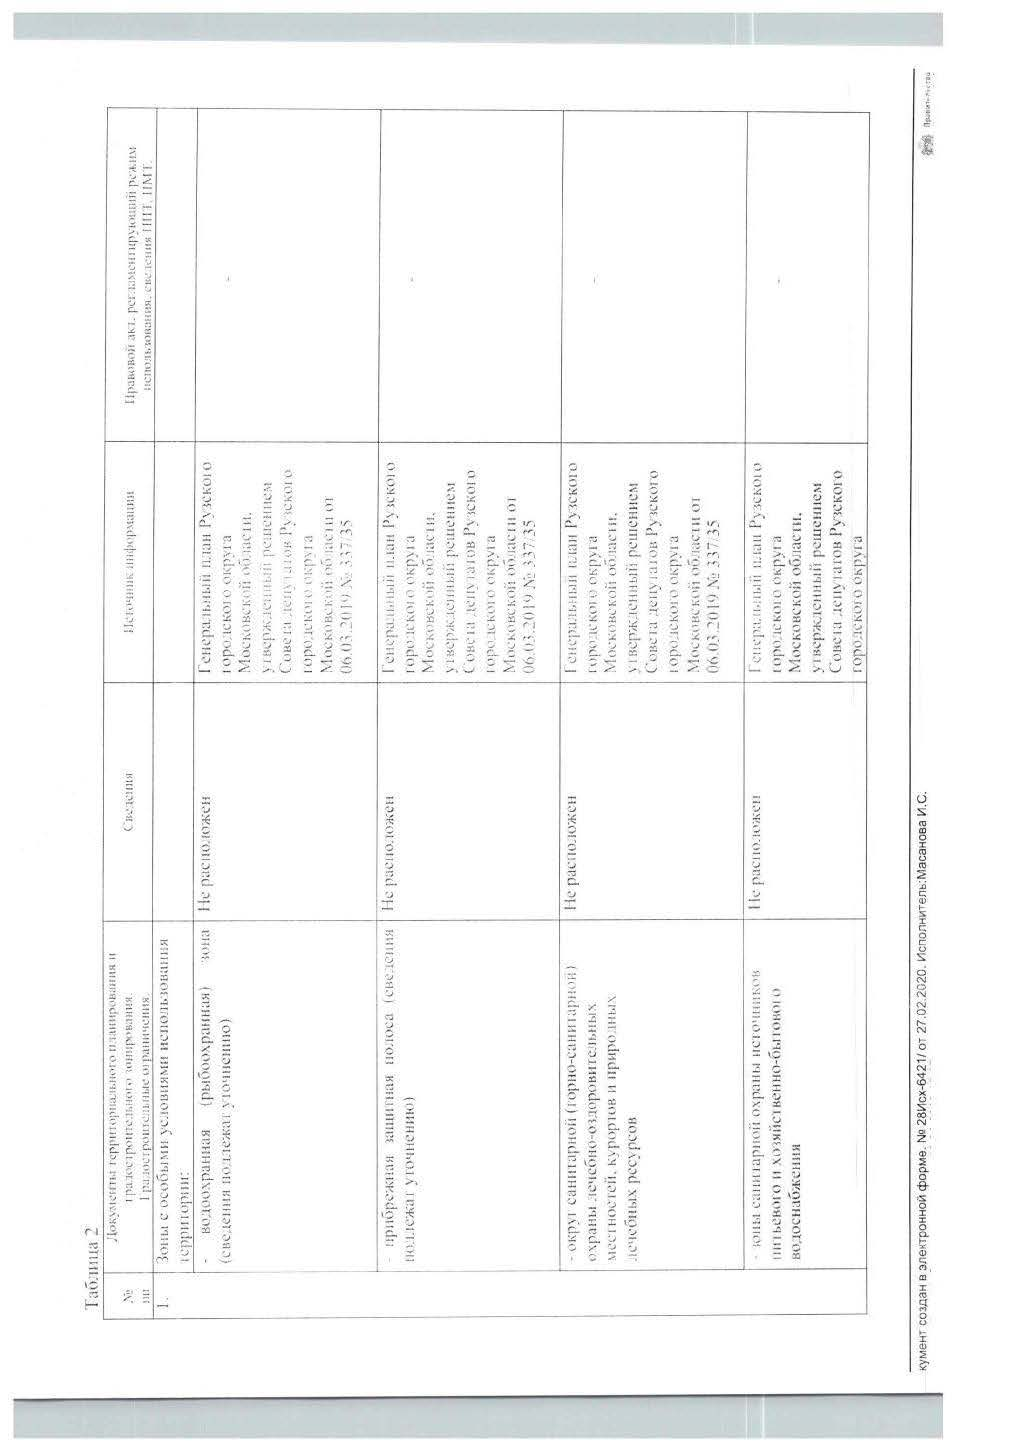 Таблица 2
№
пп
Документы территориального планирования и
градостроительного зонирования.
Градостроительные ограничения.
Сведения
Источник информации
Правовой акт, регламентирующий режим
использования, сведения ППТ, ПМТ.
1.
Зоны с особыми условиями использования
территории:
- водоохранная (рыбоохранная) зона
(сведения подлежат уточнению)
Не расположен
Генеральный план Рузского
городского округа
Московской области,
утвержденный решением
Совета депутатов Рузского
городского округа
Московской области от
06.03.2019 № 337/35
-
- прибрежная защитная полоса (сведения
подлежат уточнению)
Не расположен
Генеральный план Рузского
городского округа
Московской области,
утвержденный решением
Совета депутатов Рузского
городского округа
Московской области от
06.03.2019 № 337/35
-
- округ санитарной (горно-санитарной)
охраны лечебно-оздоровительных
местностей, курортов и природных
лечебных ресурсов
Не расположен
Генеральный план Рузского
городского округа
Московской области,
утвержденный решением
Совета депутатов Рузского
городского округа
Московской области от
06.03.2019 № 337/35
-
- зоны санитарной охраны источников
питьевого и хозяйственно-бытового
водоснабжения
Не расположен
Генеральный план Рузского
городского округа
Московской области,
утвержденный решением
Совета депутатов Рузского
городского округа
-
кумент создан в электронной форме. № 28Исх-6421/ от 27.02.2020. Исполнитель:Масанова И.С.
Правительства